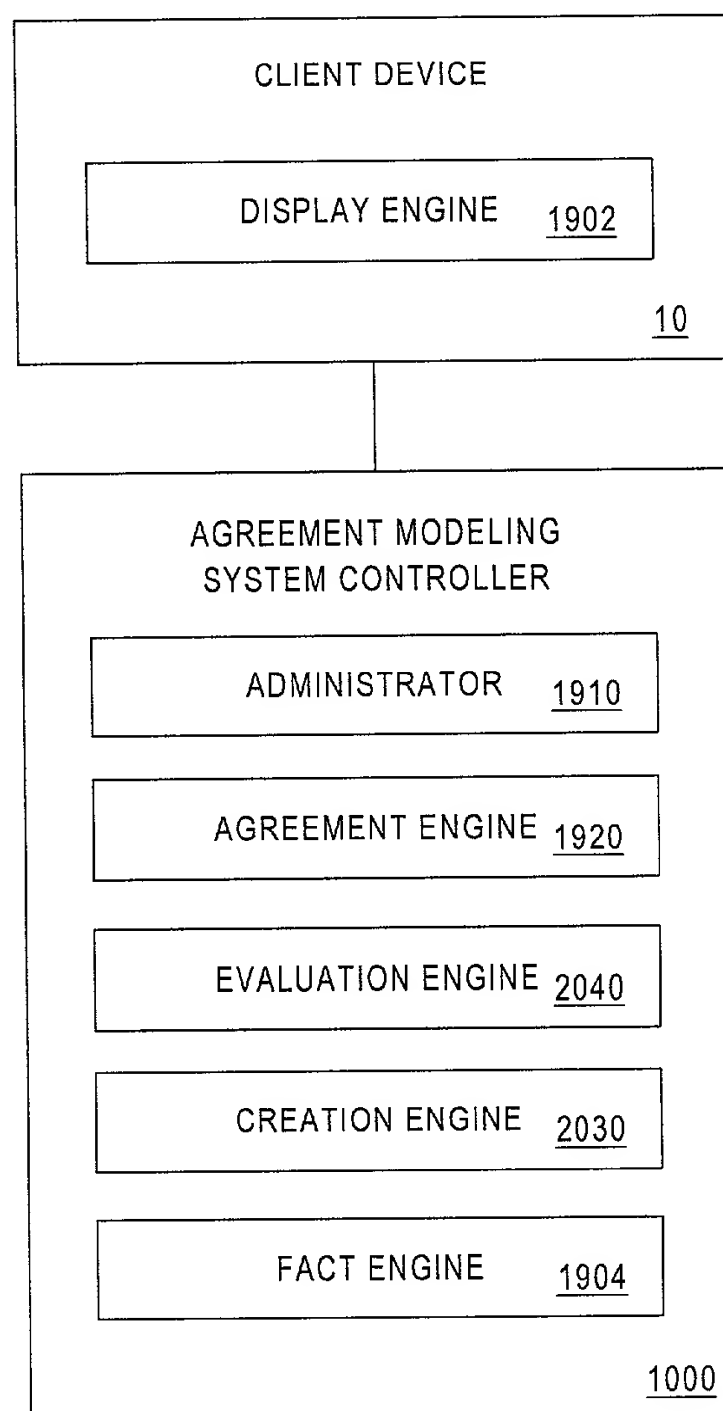 CLIENT DEVICE
DISPLAY ENGINE 1902
10
AGREEMENT MODELING
SYSTEM CONTROLLER
ADMINISTRATOR 1910
AGREEMENT ENGINE 1920
EVALUATION ENGINE 2040
CREATION ENGINE 2030
FACT ENGINE 1904
1000